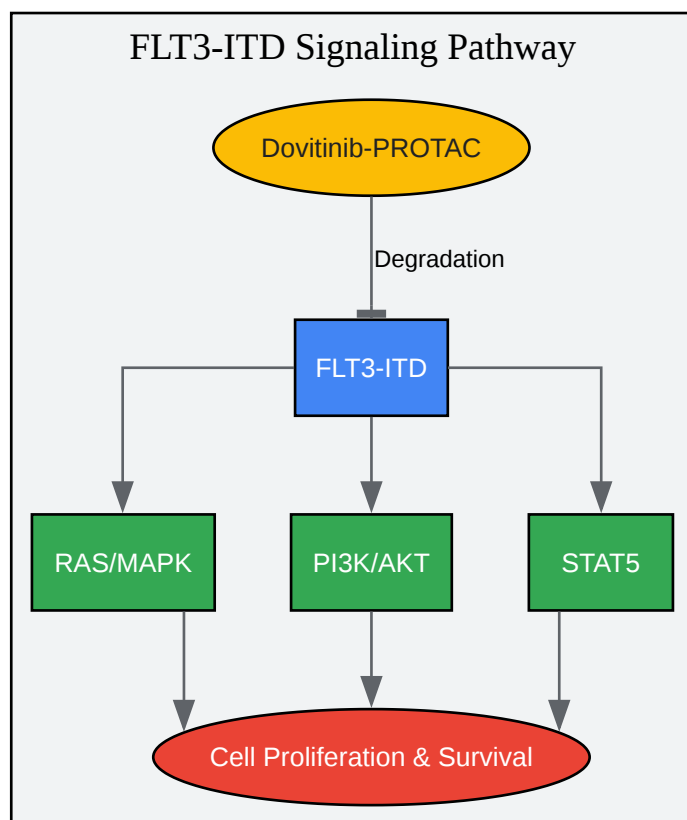 FLT3-ITD Signaling Pathway
Dovitinib-PROTAC
Degradation
FLT3-ITD
RAS/MAPK
PI3K/AKT
STAT5
Cell Proliferation & Survival